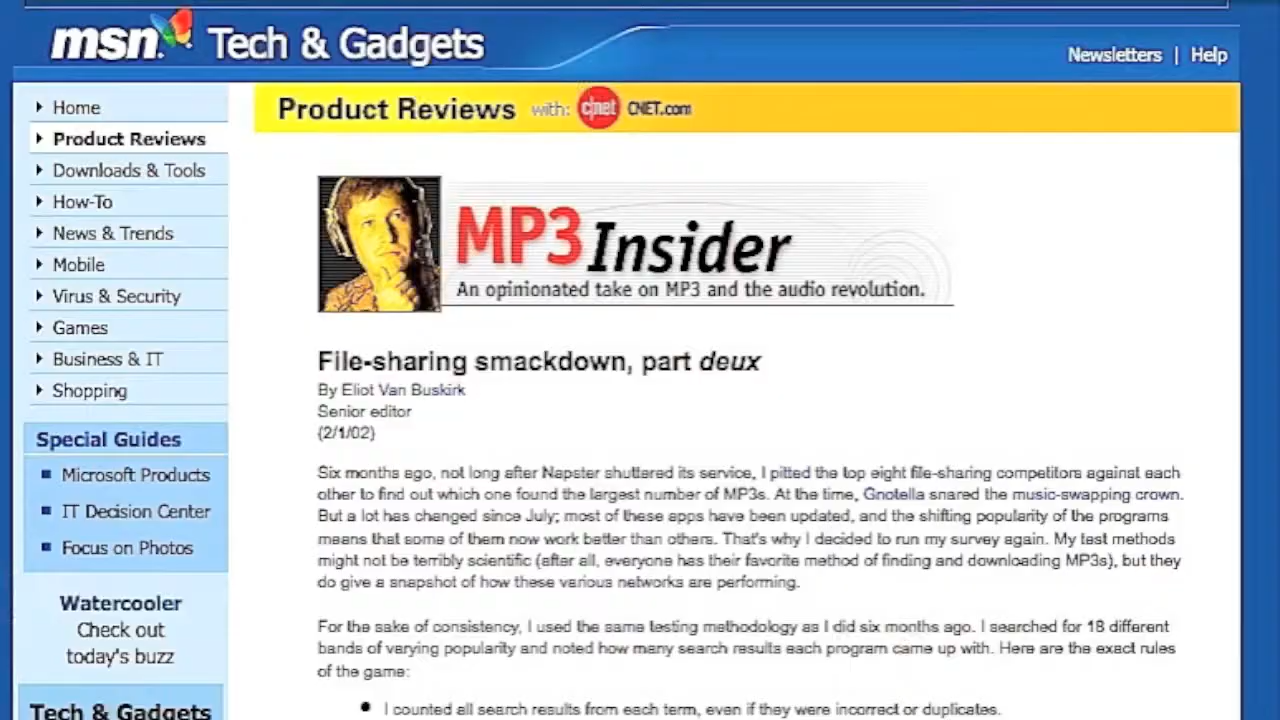 msn Tech & Gadgets
Newsletters | Help
Home
Product Reviews
Downloads & Tools
How-To
News & Trends
Mobile
Virus & Security
Games
Business & IT
Shopping
Special Guides
Microsoft Products
IT Decision Center
Focus on Photos
Watercooler
Check out
today's buzz
Tech & Gadgets
Product Reviews with: c|net CNET.com
MP3 Insider
An opinionated take on MP3 and the audio revolution.
File-sharing smackdown, part deux
By Eliot Van Buskirk
Senior editor
(2/1/02)
Six months ago, not long after Napster shuttered its service, I pitted the top eight file-sharing competitors against each
other to find out which one found the largest number of MP3s. At the time, Gnotella snared the music-swapping crown.
But a lot has changed since July; most of these apps have been updated, and the shifting popularity of the programs
means that some of them now work better than others. That's why I decided to run my survey again. My test methods
might not be terribly scientific (after all, everyone has their favorite method of finding and downloading MP3s), but they
do give a snapshot of how these various networks are performing.
For the sake of consistency, I used the same testing methodology as I did six months ago. I searched for 18 different
bands of varying popularity and noted how many search results each program came up with. Here are the exact rules
of the game:
• I counted all search results from each term, even if they were incorrect or duplicates.